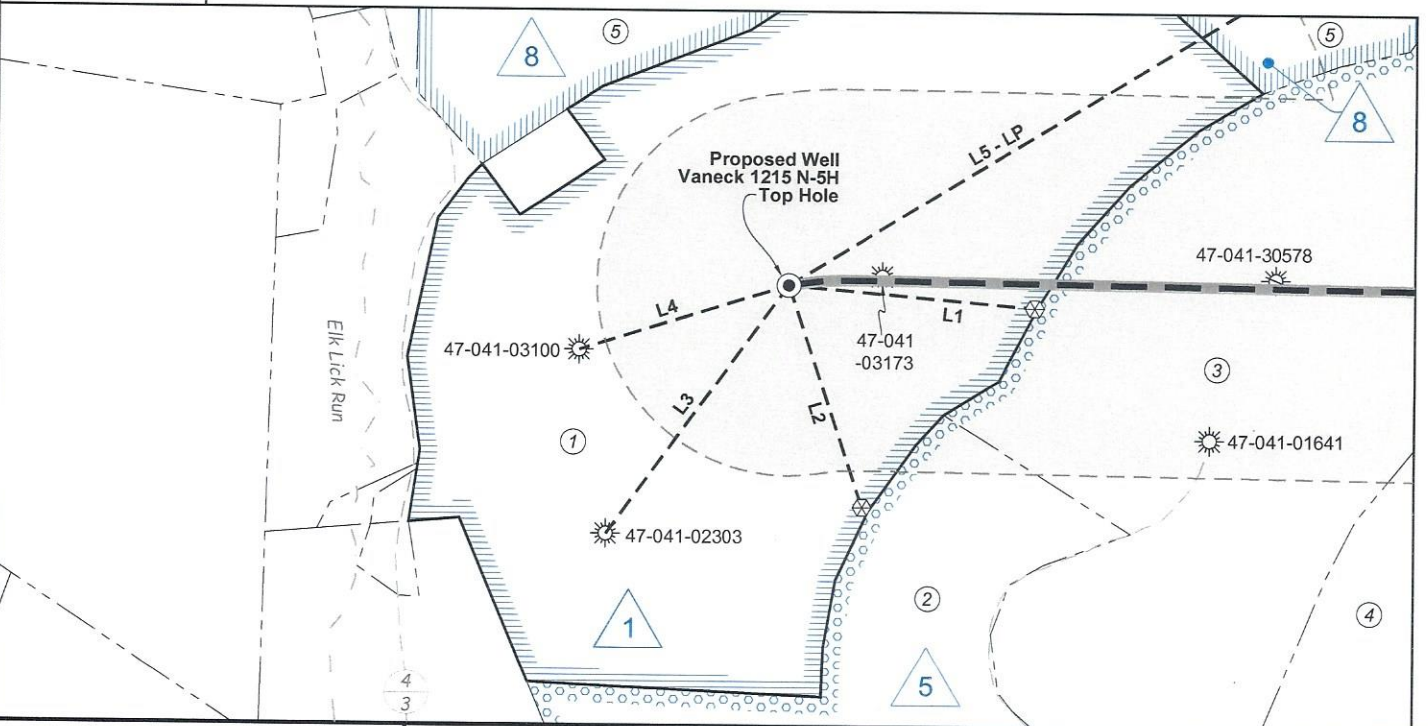 5
8
5
8
L5 - LP
Proposed Well
Vaneck 1215 N-5H
Top Hole
47-041-30578
L4
L1
47-041-03100
47-041
-03173
Elk Lick Run
3
L3
L2
1
47-041-01641
47-041-02303
2
1
4
5
4
3